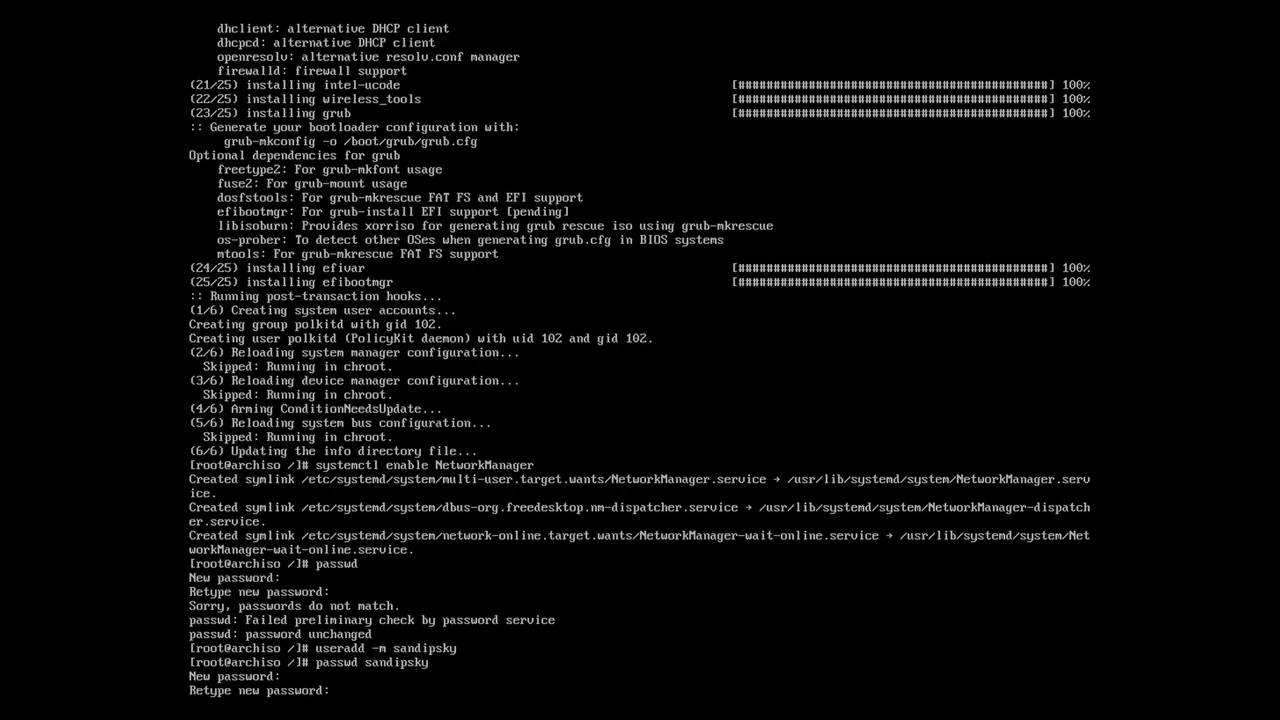 dhclient: alternative DHCP client
dhcpcd: alternative DHCP client
openresolv: alternative resolv.conf manager
firewalld: firewall support
(21/25) installing intel-ucode [############################################] 100%
(22/25) installing wireless_tools [############################################] 100%
(23/25) installing grub [############################################] 100%
:: Generate your bootloader configuration with:
grub-mkconfig -o /boot/grub/grub.cfg
Optional dependencies for grub
freetype2: For grub-mkfont usage
fuse2: For grub-mount usage
dosfstools: For grub-mkrescue FAT FS and EFI support
efibootmgr: For grub-install EFI support [pending]
libisoburn: Provides xorriso for generating grub rescue iso using grub-mkrescue
os-prober: To detect other OSes when generating grub.cfg in BIOS systems
mtools: For grub-mkrescue FAT FS support
(24/25) installing efivar [############################################] 100%
(25/25) installing efibootmgr [############################################] 100%
:: Running post-transaction hooks...
(1/6) Creating system user accounts...
Creating group polkitd with gid 102.
Creating user polkitd (PolicyKit daemon) with uid 102 and gid 102.
(2/6) Reloading system manager configuration...
Skipped: Running in chroot.
(3/6) Reloading device manager configuration...
Skipped: Running in chroot.
(4/6) Arming ConditionNeedsUpdate...
(5/6) Reloading system bus configuration...
Skipped: Running in chroot.
(6/6) Updating the info directory file...
[root@archiso /]# systemctl enable NetworkManager
Created symlink /etc/systemd/system/multi-user.target.wants/NetworkManager.service → /usr/lib/systemd/system/NetworkManager.serv
ice.
Created symlink /etc/systemd/system/dbus-org.freedesktop.nm-dispatcher.service → /usr/lib/systemd/system/NetworkManager-dispatch
er.service.
Created symlink /etc/systemd/system/network-online.target.wants/NetworkManager-wait-online.service → /usr/lib/systemd/system/Net
workManager-wait-online.service.
[root@archiso /]# passwd
New password:
Retype new password:
Sorry, passwords do not match.
passwd: Failed preliminary check by password service
passwd: password unchanged
[root@archiso /]# useradd -m sandipsky
[root@archiso /]# passwd sandipsky
New password:
Retype new password: